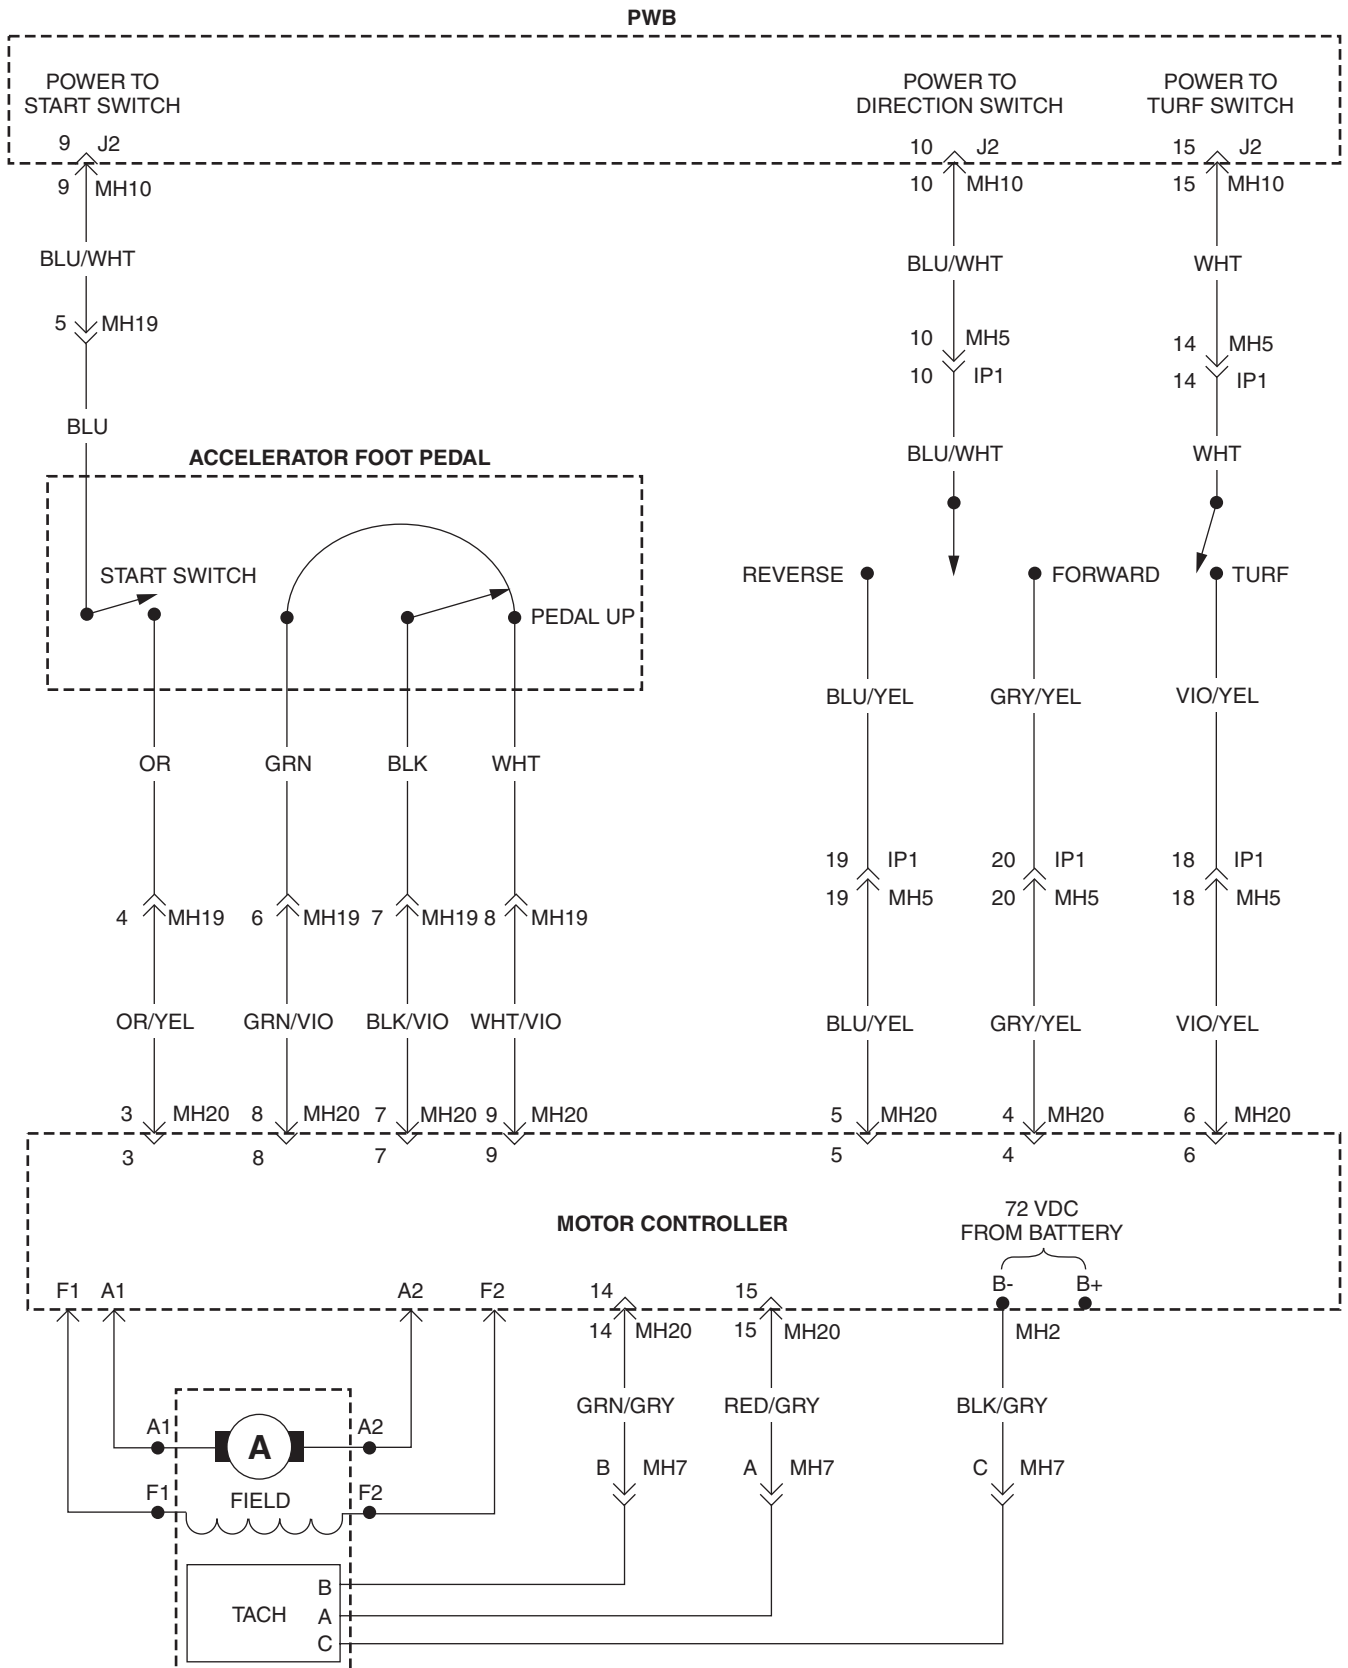 PWB
POWER TO
START SWITCH
POWER TO
DIRECTION SWITCH
POWER TO
TURF SWITCH
9 J2
10 J2
15 J2
9 MH10
10 MH10
15 MH10
BLU/WHT
BLU/WHT
WHT
5 MH19
10 MH5
14 MH5
10 IP1
14 IP1
BLU
BLU/WHT
WHT
ACCELERATOR FOOT PEDAL
START SWITCH
PEDAL UP
REVERSE
FORWARD
TURF
BLU/YEL
GRY/YEL
VIO/YEL
OR
GRN
BLK
WHT
19 IP1
20 IP1
18 IP1
19 MH5
20 MH5
18 MH5
4 MH19
6 MH19
7 MH19
8 MH19
OR/YEL
GRN/VIO
BLK/VIO
WHT/VIO
BLU/YEL
GRY/YEL
VIO/YEL
3 MH20
8 MH20
7 MH20
9 MH20
5 MH20
4 MH20
6 MH20
3
8
7
9
5
4
6
MOTOR CONTROLLER
72 VDC
FROM BATTERY
F1
A1
A2
F2
14
15
B-
B+
14 MH20
15 MH20
MH2
GRN/GRY
RED/GRY
BLK/GRY
A1
A
A2
B MH7
A MH7
C MH7
F1
FIELD
F2
TACH
B
A
C